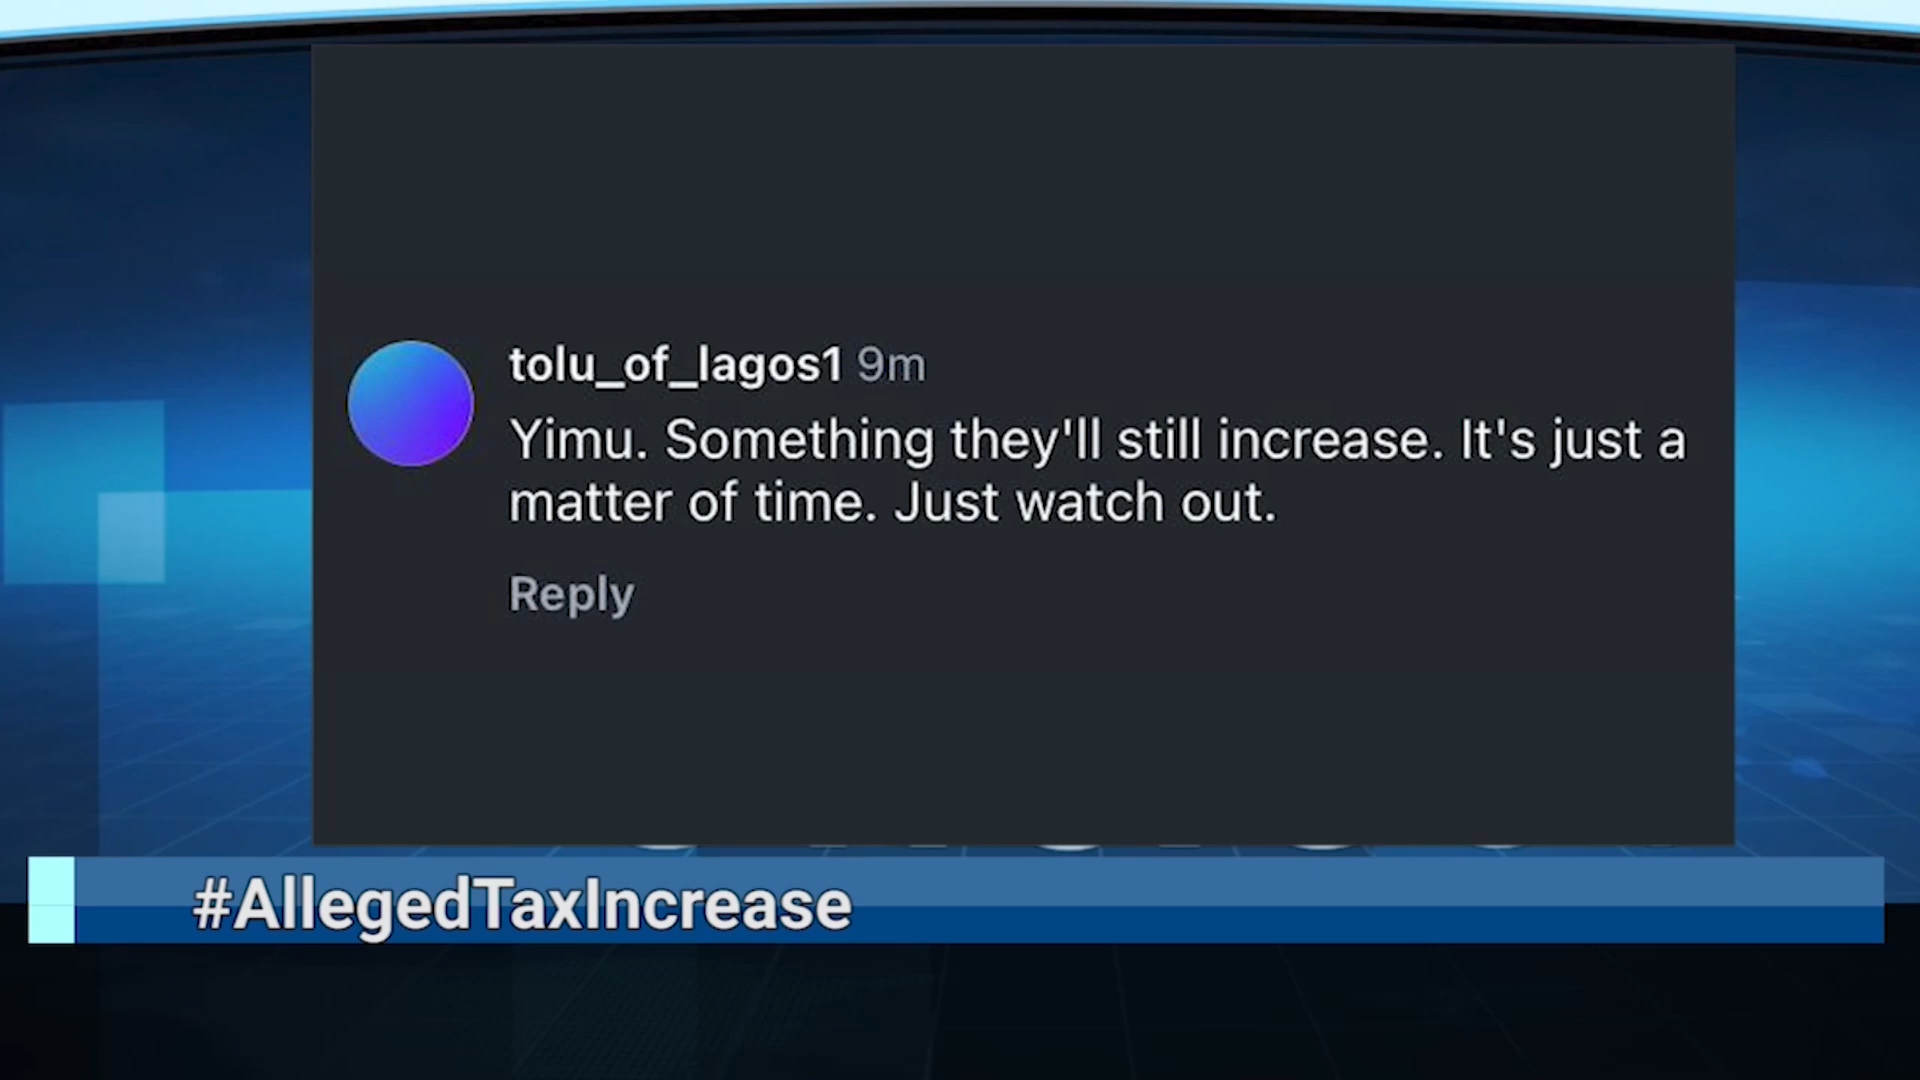 tolu_of_lagos1 9m
Yimu. Something they'll still increase. It's just a
matter of time. Just watch out.
Reply
#AllegedTaxIncrease